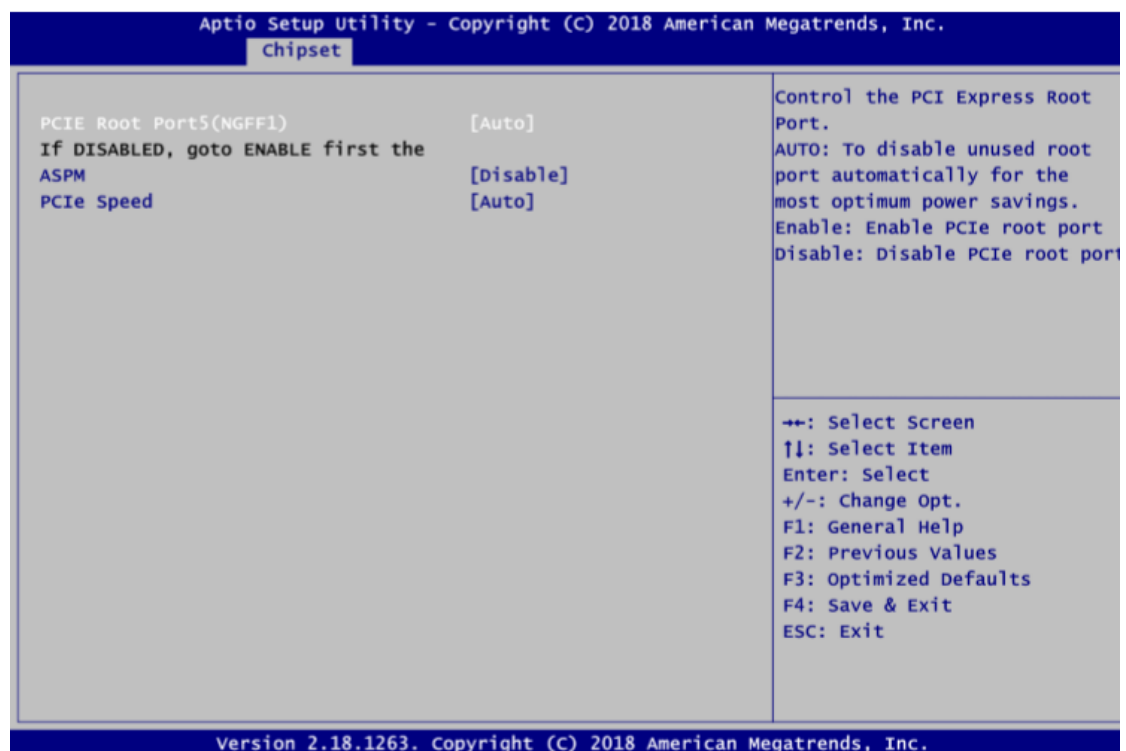 Aptio Setup Utility - Copyright (C) 2018 American Megatrends, Inc.
Chipset
PCIE Root Port5(NGFF1) [Auto]
If DISABLED, goto ENABLE first the
ASPM [Disable]
PCIe Speed [Auto]
Control the PCI Express Root
Port.
AUTO: To disable unused root
port automatically for the
most optimum power savings.
Enable: Enable PCIe root port
Disable: Disable PCIe root port
→←: Select Screen
↑↓: Select Item
Enter: Select
+/-: Change Opt.
F1: General Help
F2: Previous Values
F3: Optimized Defaults
F4: Save & Exit
ESC: Exit
Version 2.18.1263. Copyright (C) 2018 American Megatrends, Inc.